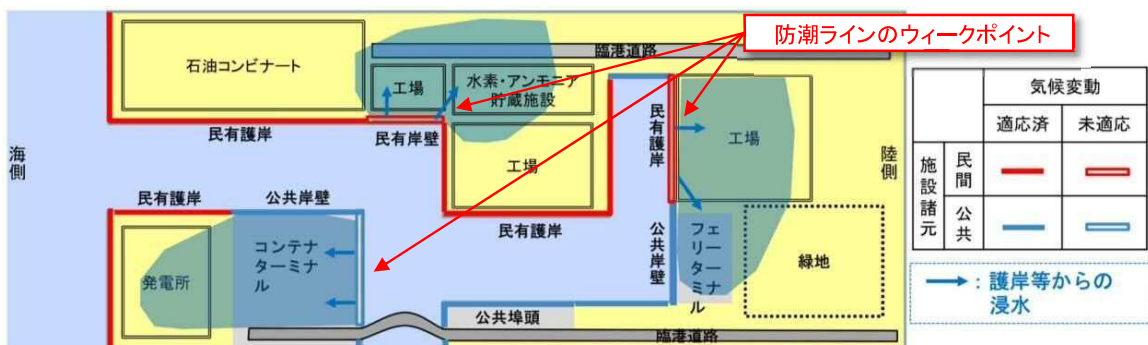 防潮ラインのウィークポイント
臨港道路
石油コンビナート
工場
水素・アンモニア
貯蔵施設
民有護岸
民有岸壁
工場
民有護岸
民有護岸
工場
海側
陸側
民有護岸
公共岸壁
発電所
コンテナ
ターミナ
ル
公共岸壁
フェリーターミナル
緑地
公共埠頭
臨港道路
気候変動
適応済
未適応
施設諸元
民間
公共
：護岸等からの
浸水